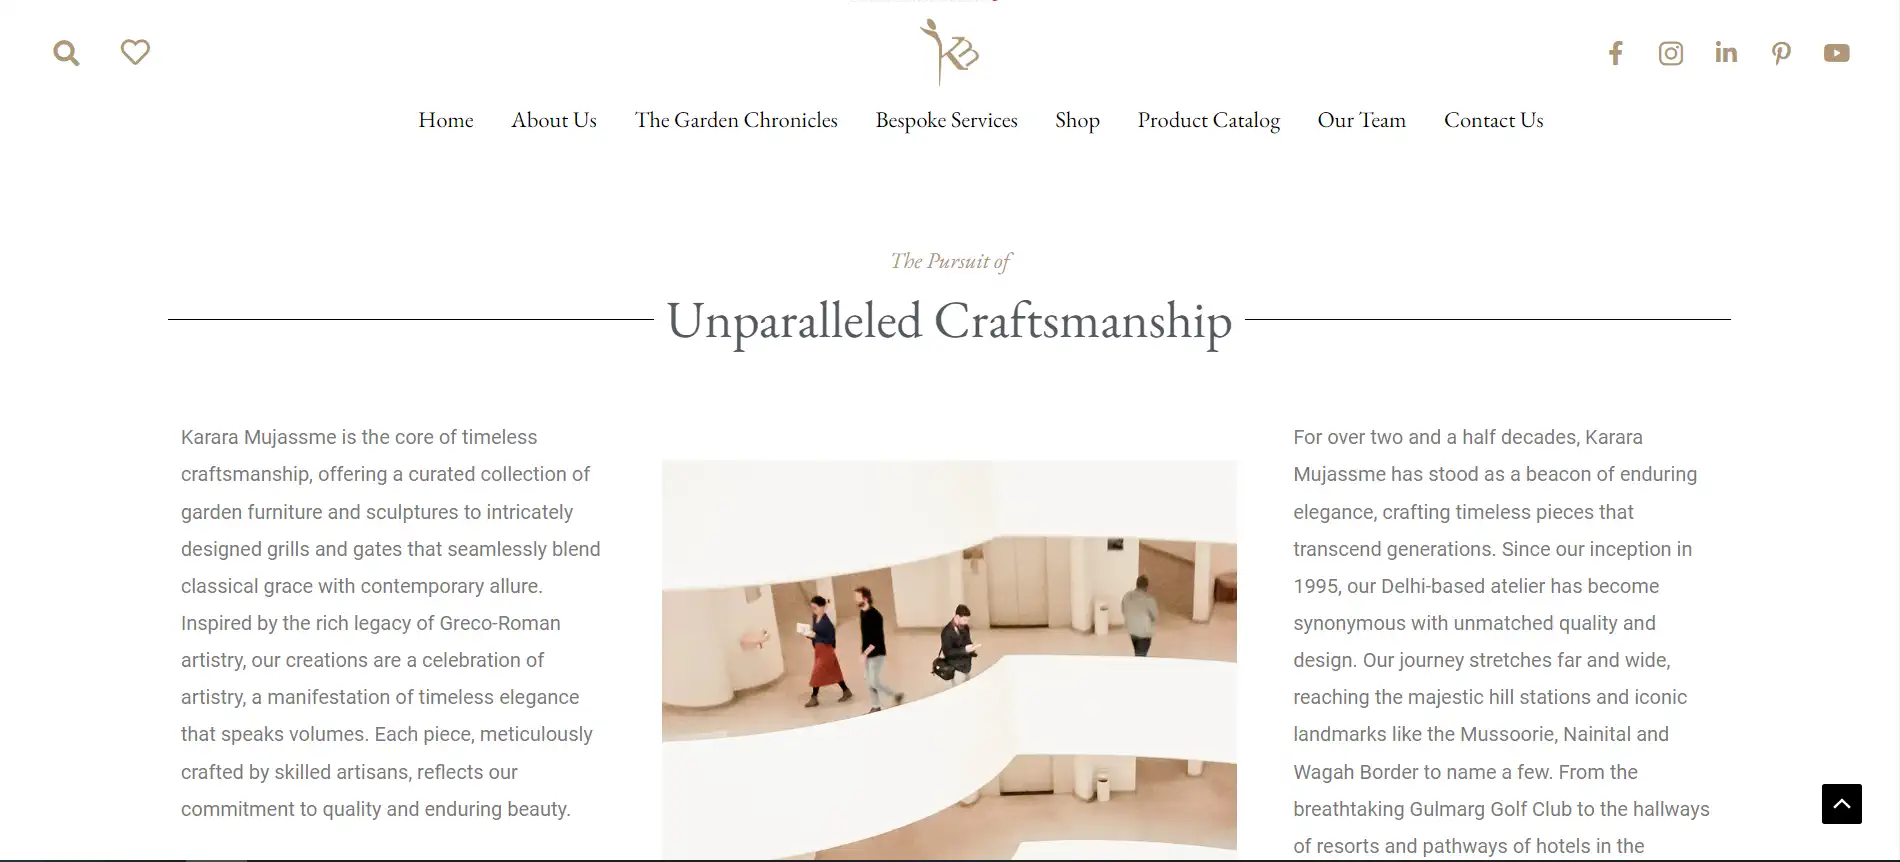 KB
Home About Us The Garden Chronicles Bespoke Services Shop Product Catalog Our Team Contact Us
The Pursuit of
Unparalleled Craftsmanship
Karara Mujassme is the core of timeless
craftsmanship, offering a curated collection of
garden furniture and sculptures to intricately
designed grills and gates that seamlessly blend
classical grace with contemporary allure.
Inspired by the rich legacy of Greco-Roman
artistry, our creations are a celebration of
artistry, a manifestation of timeless elegance
that speaks volumes. Each piece, meticulously
crafted by skilled artisans, reflects our
commitment to quality and enduring beauty.
For over two and a half decades, Karara
Mujassme has stood as a beacon of enduring
elegance, crafting timeless pieces that
transcend generations. Since our inception in
1995, our Delhi-based atelier has become
synonymous with unmatched quality and
design. Our journey stretches far and wide,
reaching the majestic hill stations and iconic
landmarks like the Mussoorie, Nainital and
Wagah Border to name a few. From the
breathtaking Gulmarg Golf Club to the hallways
of resorts and pathways of hotels in the